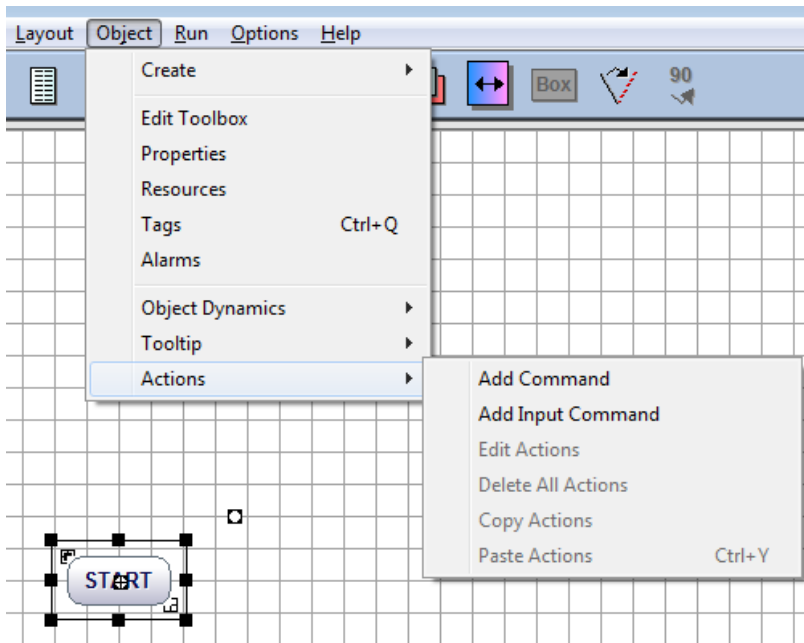 Layout Object Run Options Help
Create
Box
90
Edit Toolbox
Properties
Resources
Tags Ctrl+Q
Alarms
Object Dynamics
Tooltip
Actions
Add Command
Add Input Command
Edit Actions
Delete All Actions
Copy Actions
Paste Actions Ctrl+Y
START